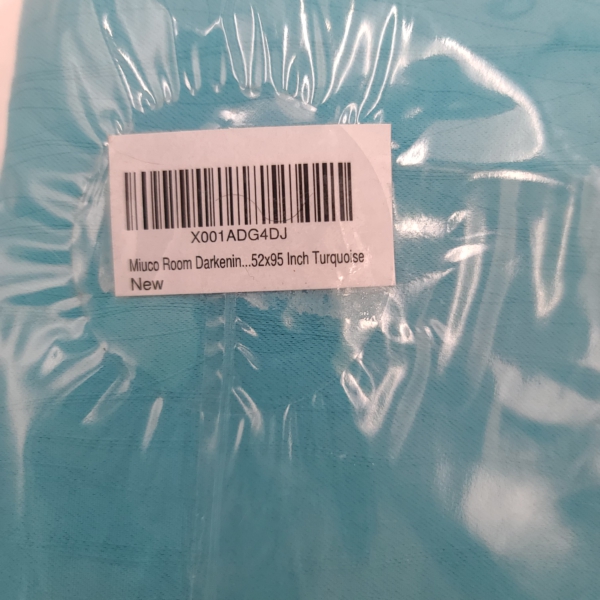 X001ADG4DJ
Miuco Room Darkenin...52x95 Inch Turquoise
New